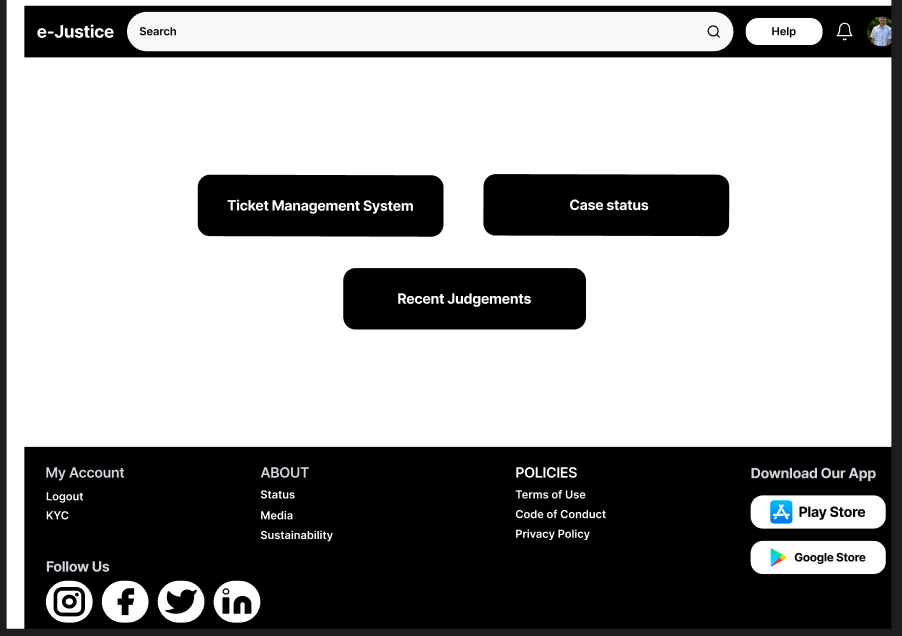 e-Justice
Search
Help
Ticket Management System
Case status
Recent Judgements
My Account
Logout
KYC
ABOUT
Status
Media
Sustainability
POLICIES
Terms of Use
Code of Conduct
Privacy Policy
Download Our App
Play Store
Google Store
Follow Us